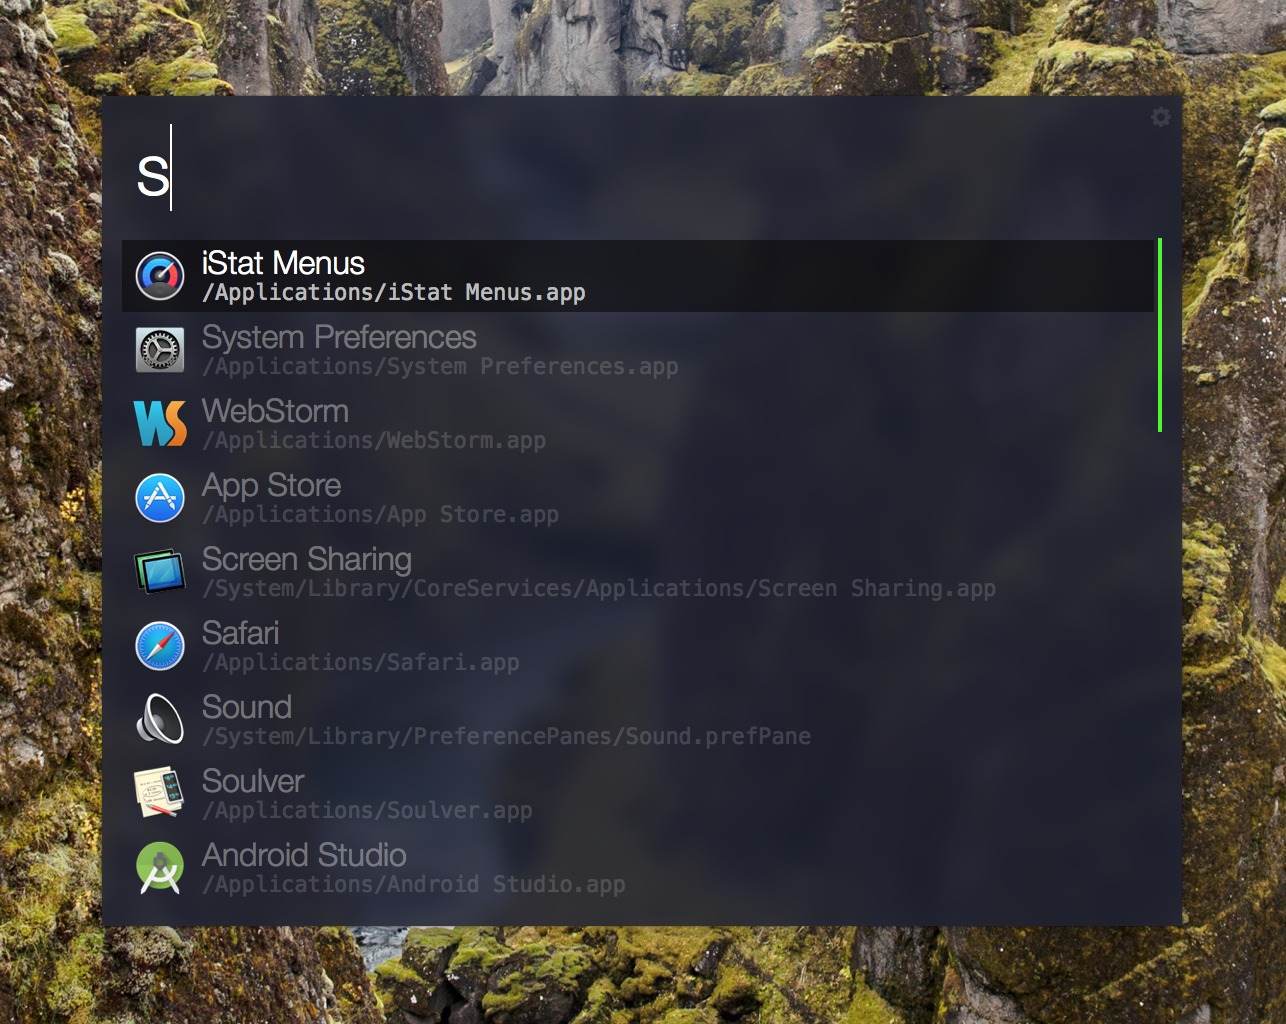 S
iStat Menus
/Applications/iStat Menus.app
System Preferences
/Applications/System Preferences.app
WS
WebStorm
/Applications/WebStorm.app
App Store
/Applications/App Store.app
Screen Sharing
/System/Library/CoreServices/Applications/Screen Sharing.app
Safari
/Applications/Safari.app
Sound
/System/Library/PreferencePanes/Sound.prefPane
Soulver
/Applications/Soulver.app
Android Studio
/Applications/Android Studio.app